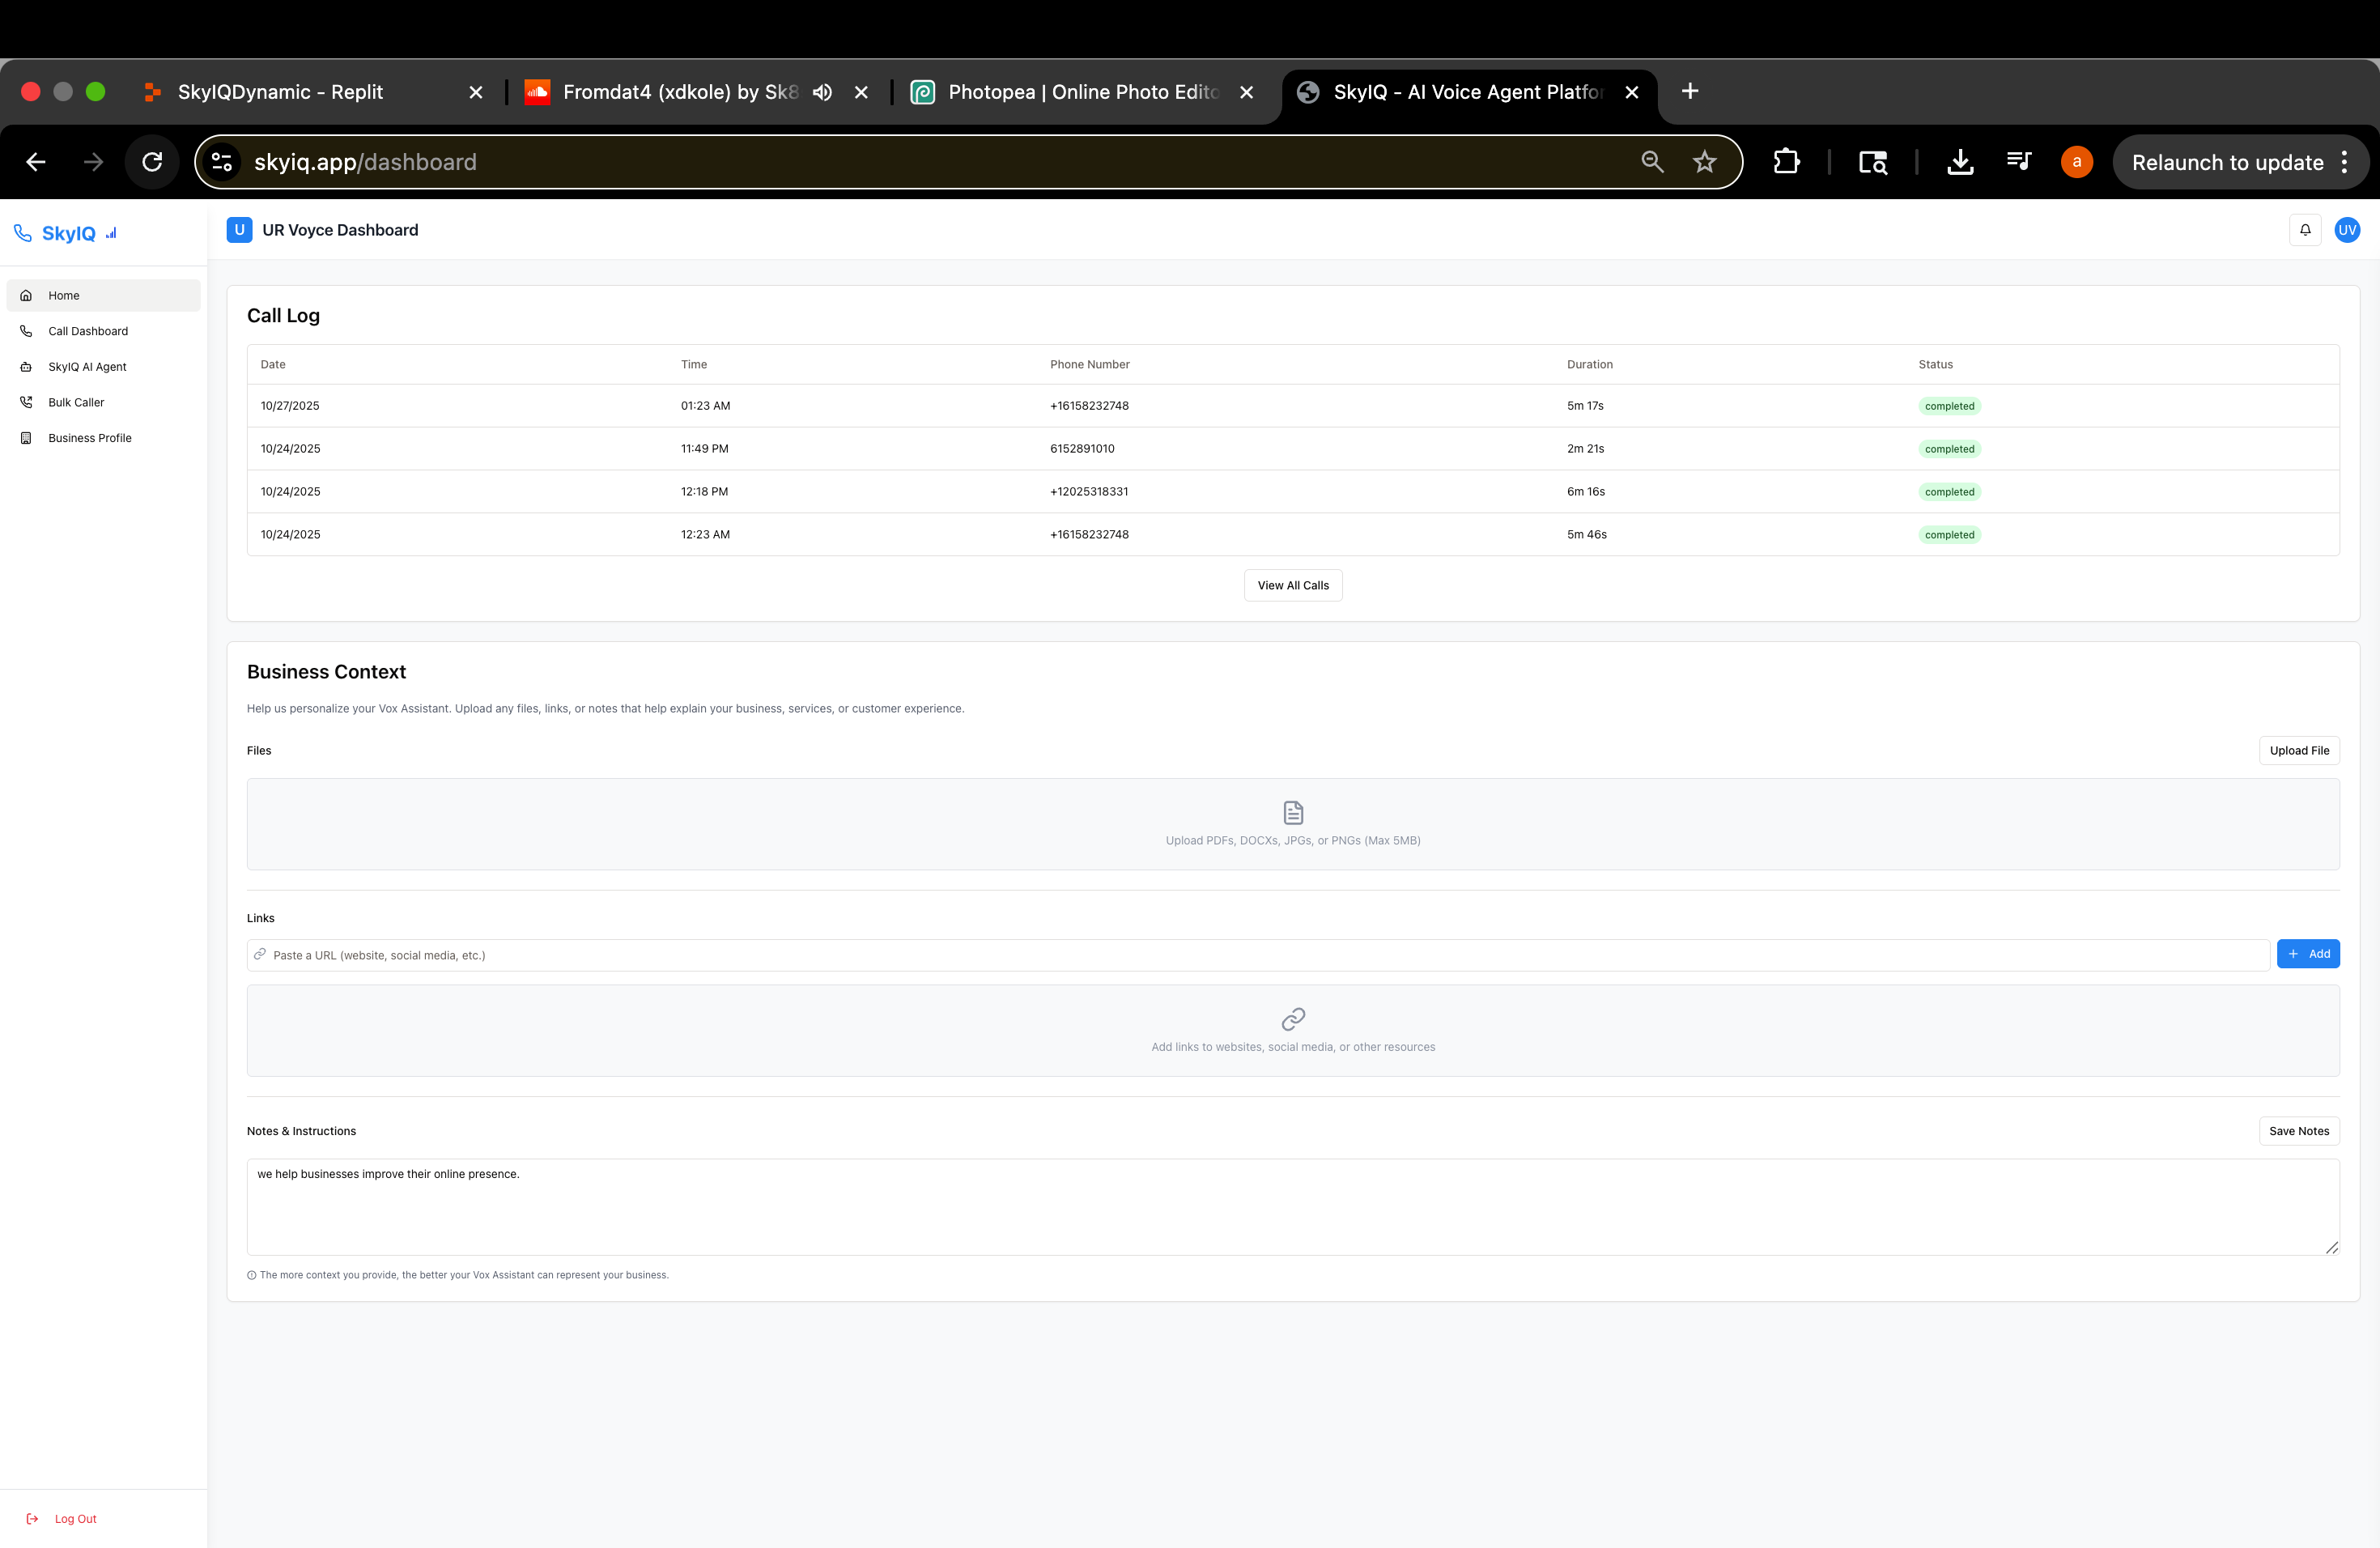 SkyIQDynamic - Replit
Fromdat4 (xdkole) by Sk8
Photopea | Online Photo Edito
SkyIQ - AI Voice Agent Platfor
skyiq.app/dashboard
a
Relaunch to update
SkyIQ
U
UR Voyce Dashboard
UV
Home
Call Dashboard
SkyIQ AI Agent
Bulk Caller
Business Profile
Call Log
Date Time Phone Number Duration Status
10/27/2025 01:23 AM +16158232748 5m 17s completed
10/24/2025 11:49 PM 6152891010 2m 21s completed
10/24/2025 12:18 PM +12025318331 6m 16s completed
10/24/2025 12:23 AM +16158232748 5m 46s completed
View All Calls
Business Context
Help us personalize your Vox Assistant. Upload any files, links, or notes that help explain your business, services, or customer experience.
Files
Upload File
Upload PDFs, DOCXs, JPGs, or PNGs (Max 5MB)
Links
Paste a URL (website, social media, etc.)
+ Add
Add links to websites, social media, or other resources
Notes & Instructions
Save Notes
we help businesses improve their online presence.
The more context you provide, the better your Vox Assistant can represent your business.
Log Out